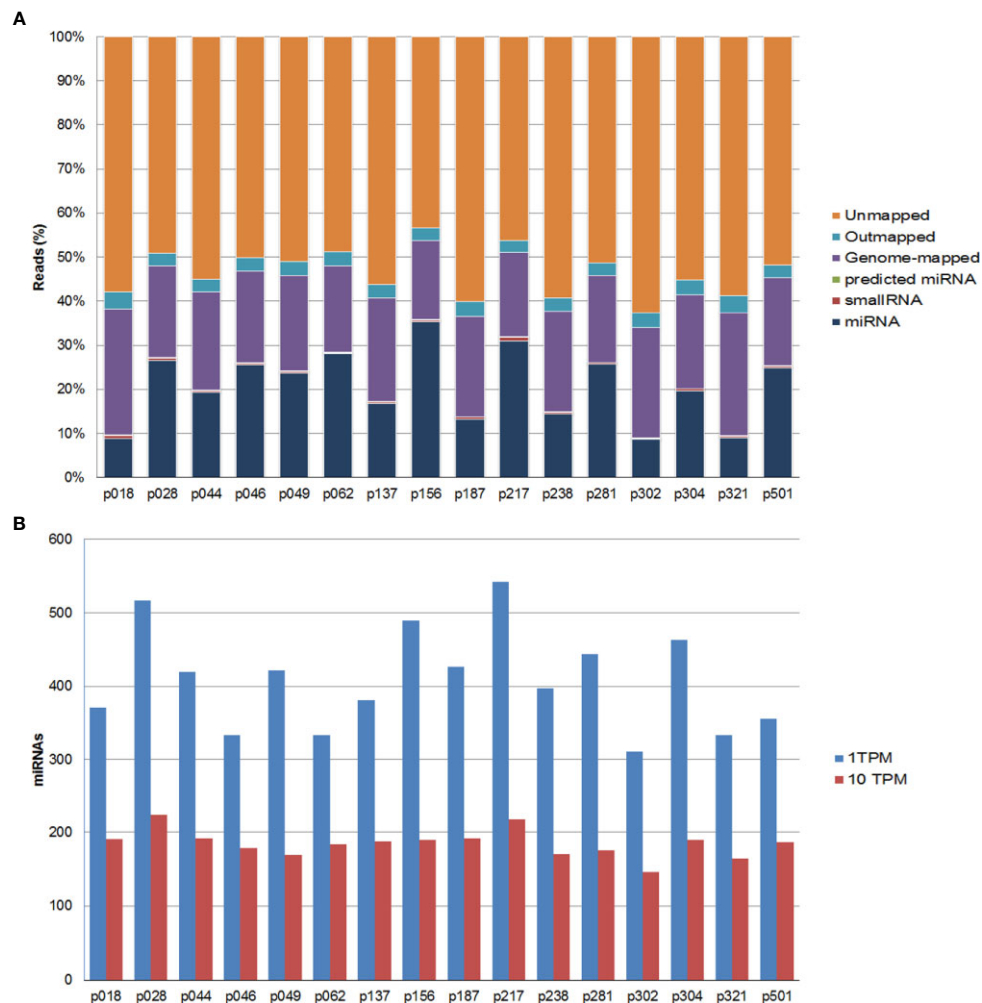 A
100%
90%
80%
70%
60%
50%
40%
30%
20%
10%
0%
Reads (%)
p018 p028 p044 p046 p049 p062 p137 p156 p187 p217 p238 p281 p302 p304 p321 p501
Unmapped
Outmapped
Genome-mapped
predicted miRNA
smallRNA
miRNA
B
600
500
400
300
200
100
0
miRNAs
p018 p028 p044 p046 p049 p062 p137 p156 p187 p217 p238 p281 p302 p304 p321 p501
1TPM
10 TPM